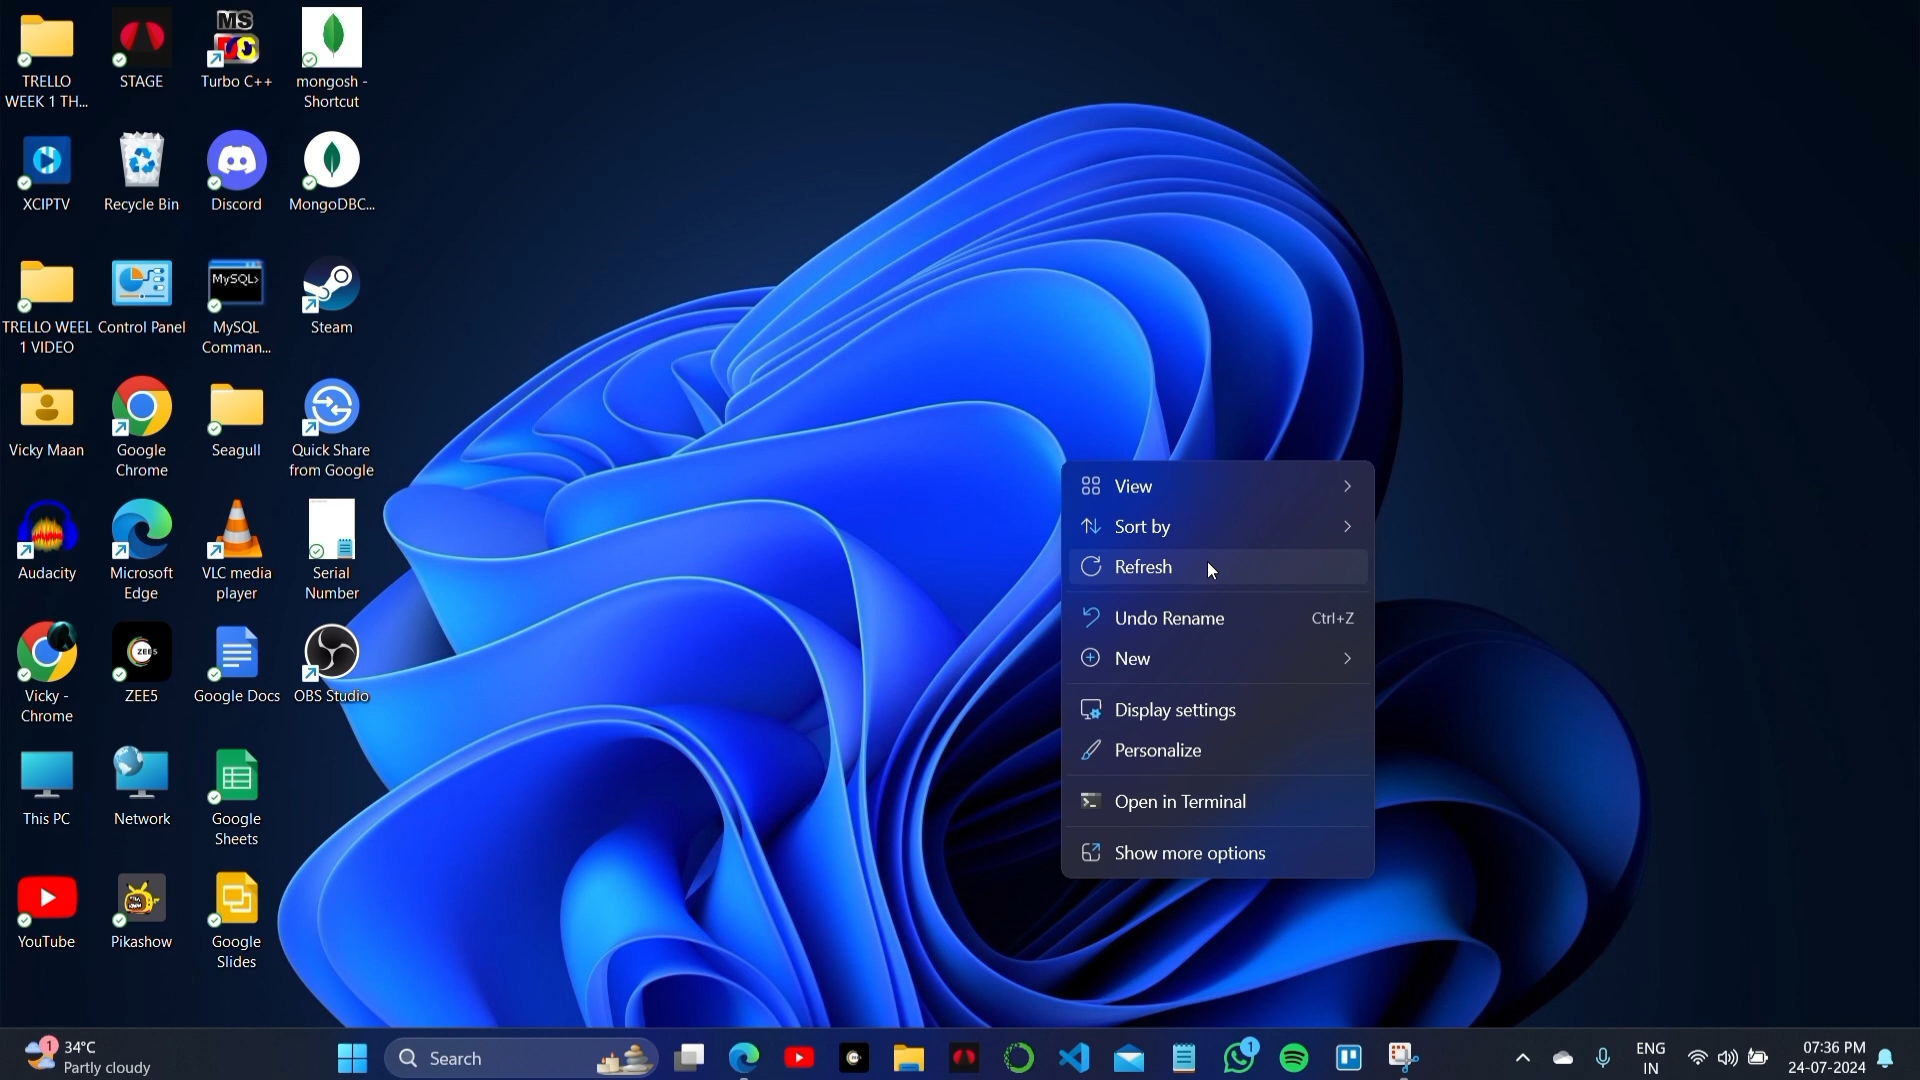 TRELLO
WEEK 1 TH...
STAGE
MS
Turbo C++
mongosh -
Shortcut
XCIPTV
Recycle Bin
Discord
MongoDBC...
TRELLO WEEL
1 VIDEO
Control Panel
MySQL>
MySQL
Comman...
Steam
Vicky Maan
Google
Chrome
Seagull
Quick Share
from Google
Audacity
Microsoft
Edge
VLC media
player
Serial
Number
Vicky -
Chrome
ZEE5
ZEE5
Google Docs
OBS Studio
This PC
Network
Google
Sheets
YouTube
Pikashow
Google
Slides
View
Sort by
Refresh
Undo Rename Ctrl+Z
New
Display settings
Personalize
Open in Terminal
Show more options
1
34°C
Partly cloudy
Search
1
ENG
IN
07:36 PM
24-07-2024